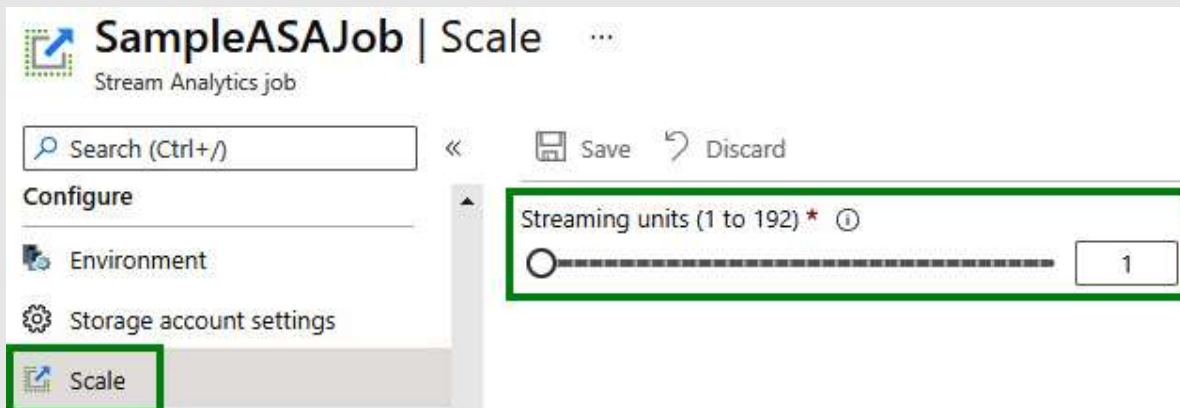 SampleASAJob | Scale ...
Stream Analytics job
Search (Ctrl+/)
«
Save
Discard
Configure
Streaming units (1 to 192) *
1
Environment
Storage account settings
Scale